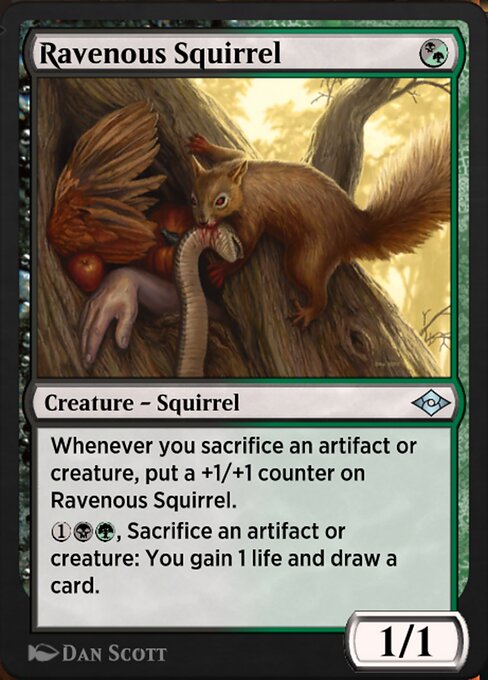 Ravenous Squirrel
Creature – Squirrel
Whenever you sacrifice an artifact or
creature, put a +1/+1 counter on
Ravenous Squirrel.
1, Sacrifice an artifact or
creature: You gain 1 life and draw a
card.
1/1
Dan Scott